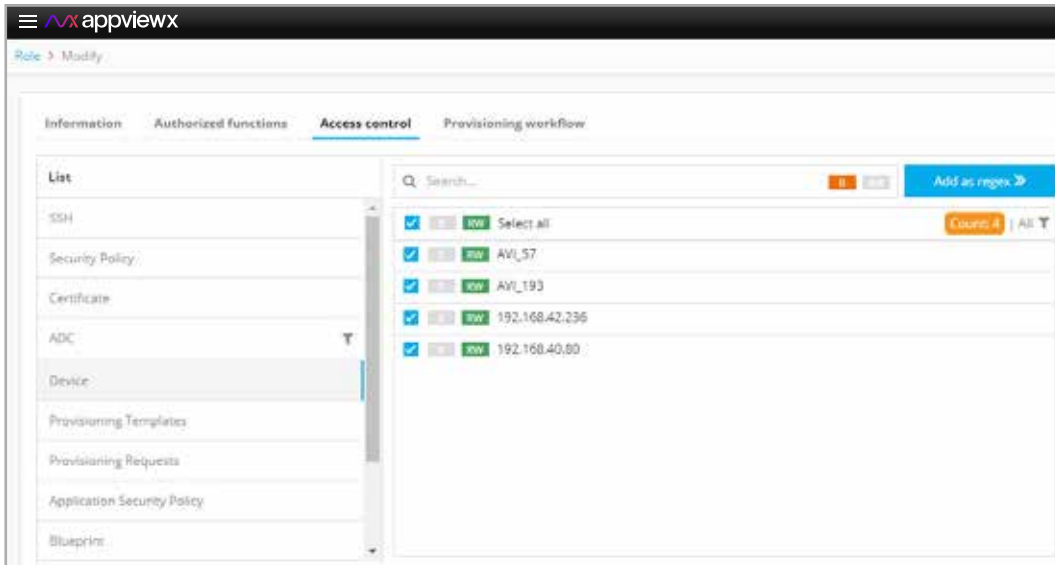 appviewx
Role > Modify
Information Authorized functions Access control Provisioning workflow
List
Search... R RW Add as regex »
SSH
RW Select all Count: 4 | All
Security Policy
RW AVI_57
Certificate
RW AVI_193
ADC
RW 192.168.42.236
Device
RW 192.168.40.80
Provisioning Templates
Provisioning Requests
Application Security Policy
Blueprint